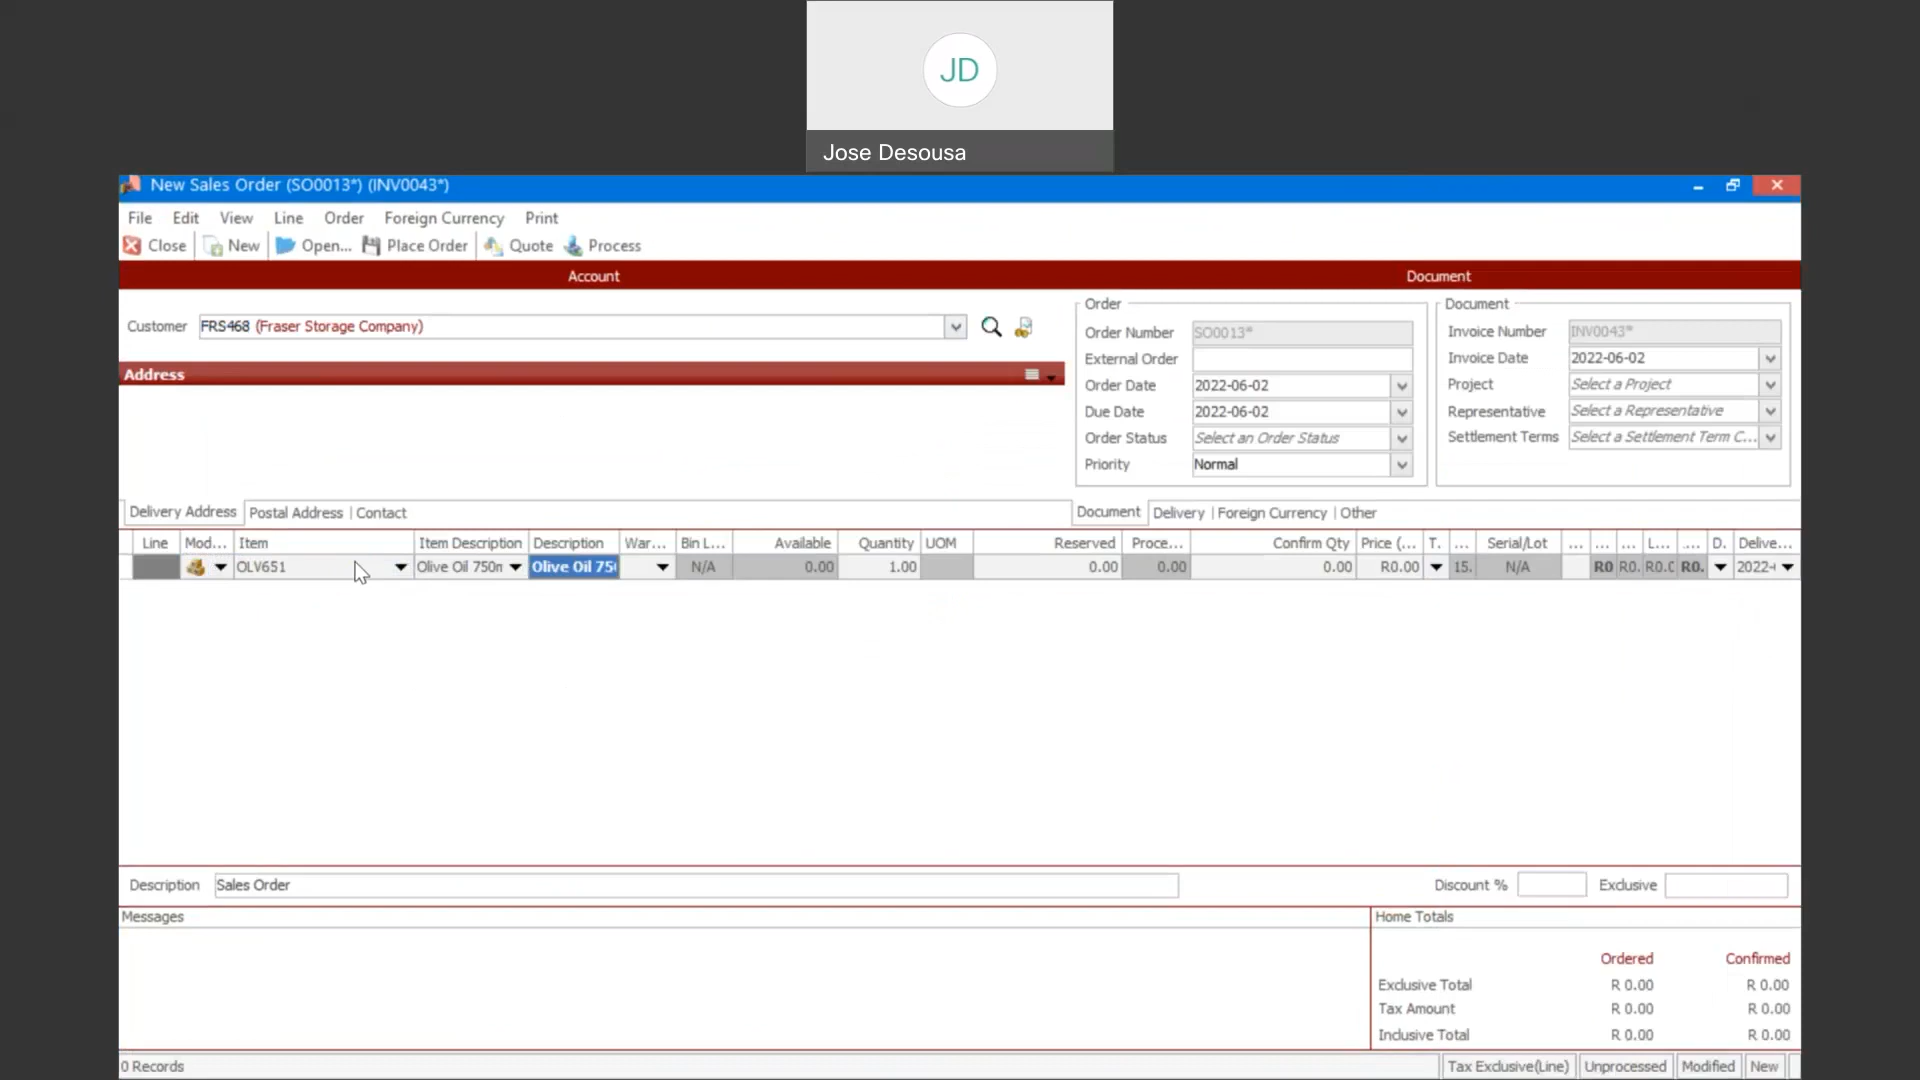 JD
Jose Desousa
New Sales Order (SO0013*) (INV0043*)
File Edit View Line Order Foreign Currency Print
Close New Open... Place Order Quote Process
Account Document
Customer FRS468 (Fraser Storage Company)
Address
Order
Order Number SO0013*
External Order
Order Date 2022-06-02
Due Date 2022-06-02
Order Status Select an Order Status
Priority Normal
Document
Invoice Number INV0043*
Invoice Date 2022-06-02
Project Select a Project
Representative Select a Representative
Settlement Terms Select a Settlement Term C...
Delivery Address Postal Address | Contact
Document Delivery | Foreign Currency | Other
Line Mod... Item Item Description Description War... Bin L... Available Quantity UOM Reserved Proce... Confirm Qty Price (... T. ... Serial/Lot ... ... ... L... .... D. Delive...
OLV651 Olive Oil 750m Olive Oil 75 N/A 0.00 1.00 0.00 0.00 0.00 R0.00 15. N/A R0 R0. R0.0 R0. 2022-
Description Sales Order Discount % Exclusive
Messages
Home Totals
Ordered Confirmed
Exclusive Total R 0.00 R 0.00
Tax Amount R 0.00 R 0.00
Inclusive Total R 0.00 R 0.00
0 Records Tax Exclusive(Line) Unprocessed Modified New